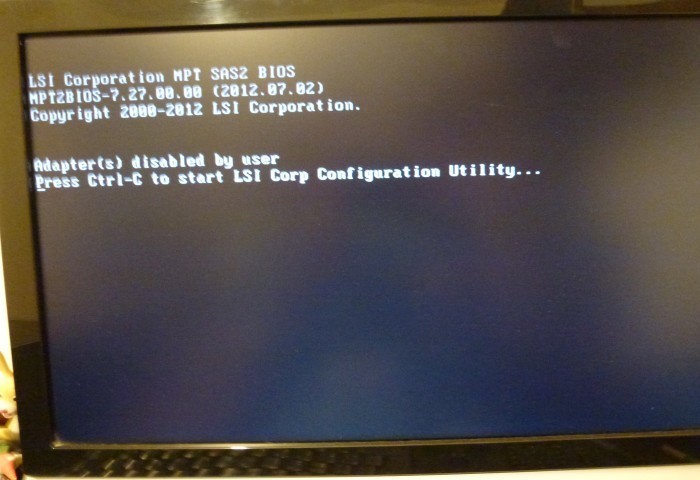 LSI Corporation MPT SAS2 BIOS
MPT2BIOS-7.27.00.00 (2012.07.02)
Copyright 2000-2012 LSI Corporation.
Adapter(s) disabled by user
Press Ctrl-C to start LSI Corp Configuration Utility...